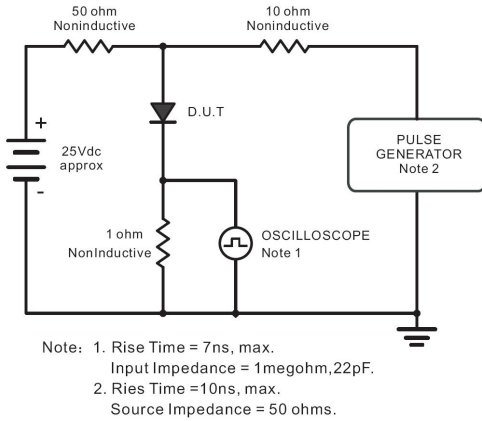 50 ohm
Noninductive
10 ohm
Noninductive
D.U.T
+
25Vdc
approx
-
PULSE
GENERATOR
Note 2
1 ohm
NonInductive
OSCILLOSCOPE
Note 1
Note: 1. Rise Time = 7ns, max.
Input Impedance = 1megohm,22pF.
2. Ries Time =10ns, max.
Source Impedance = 50 ohms.